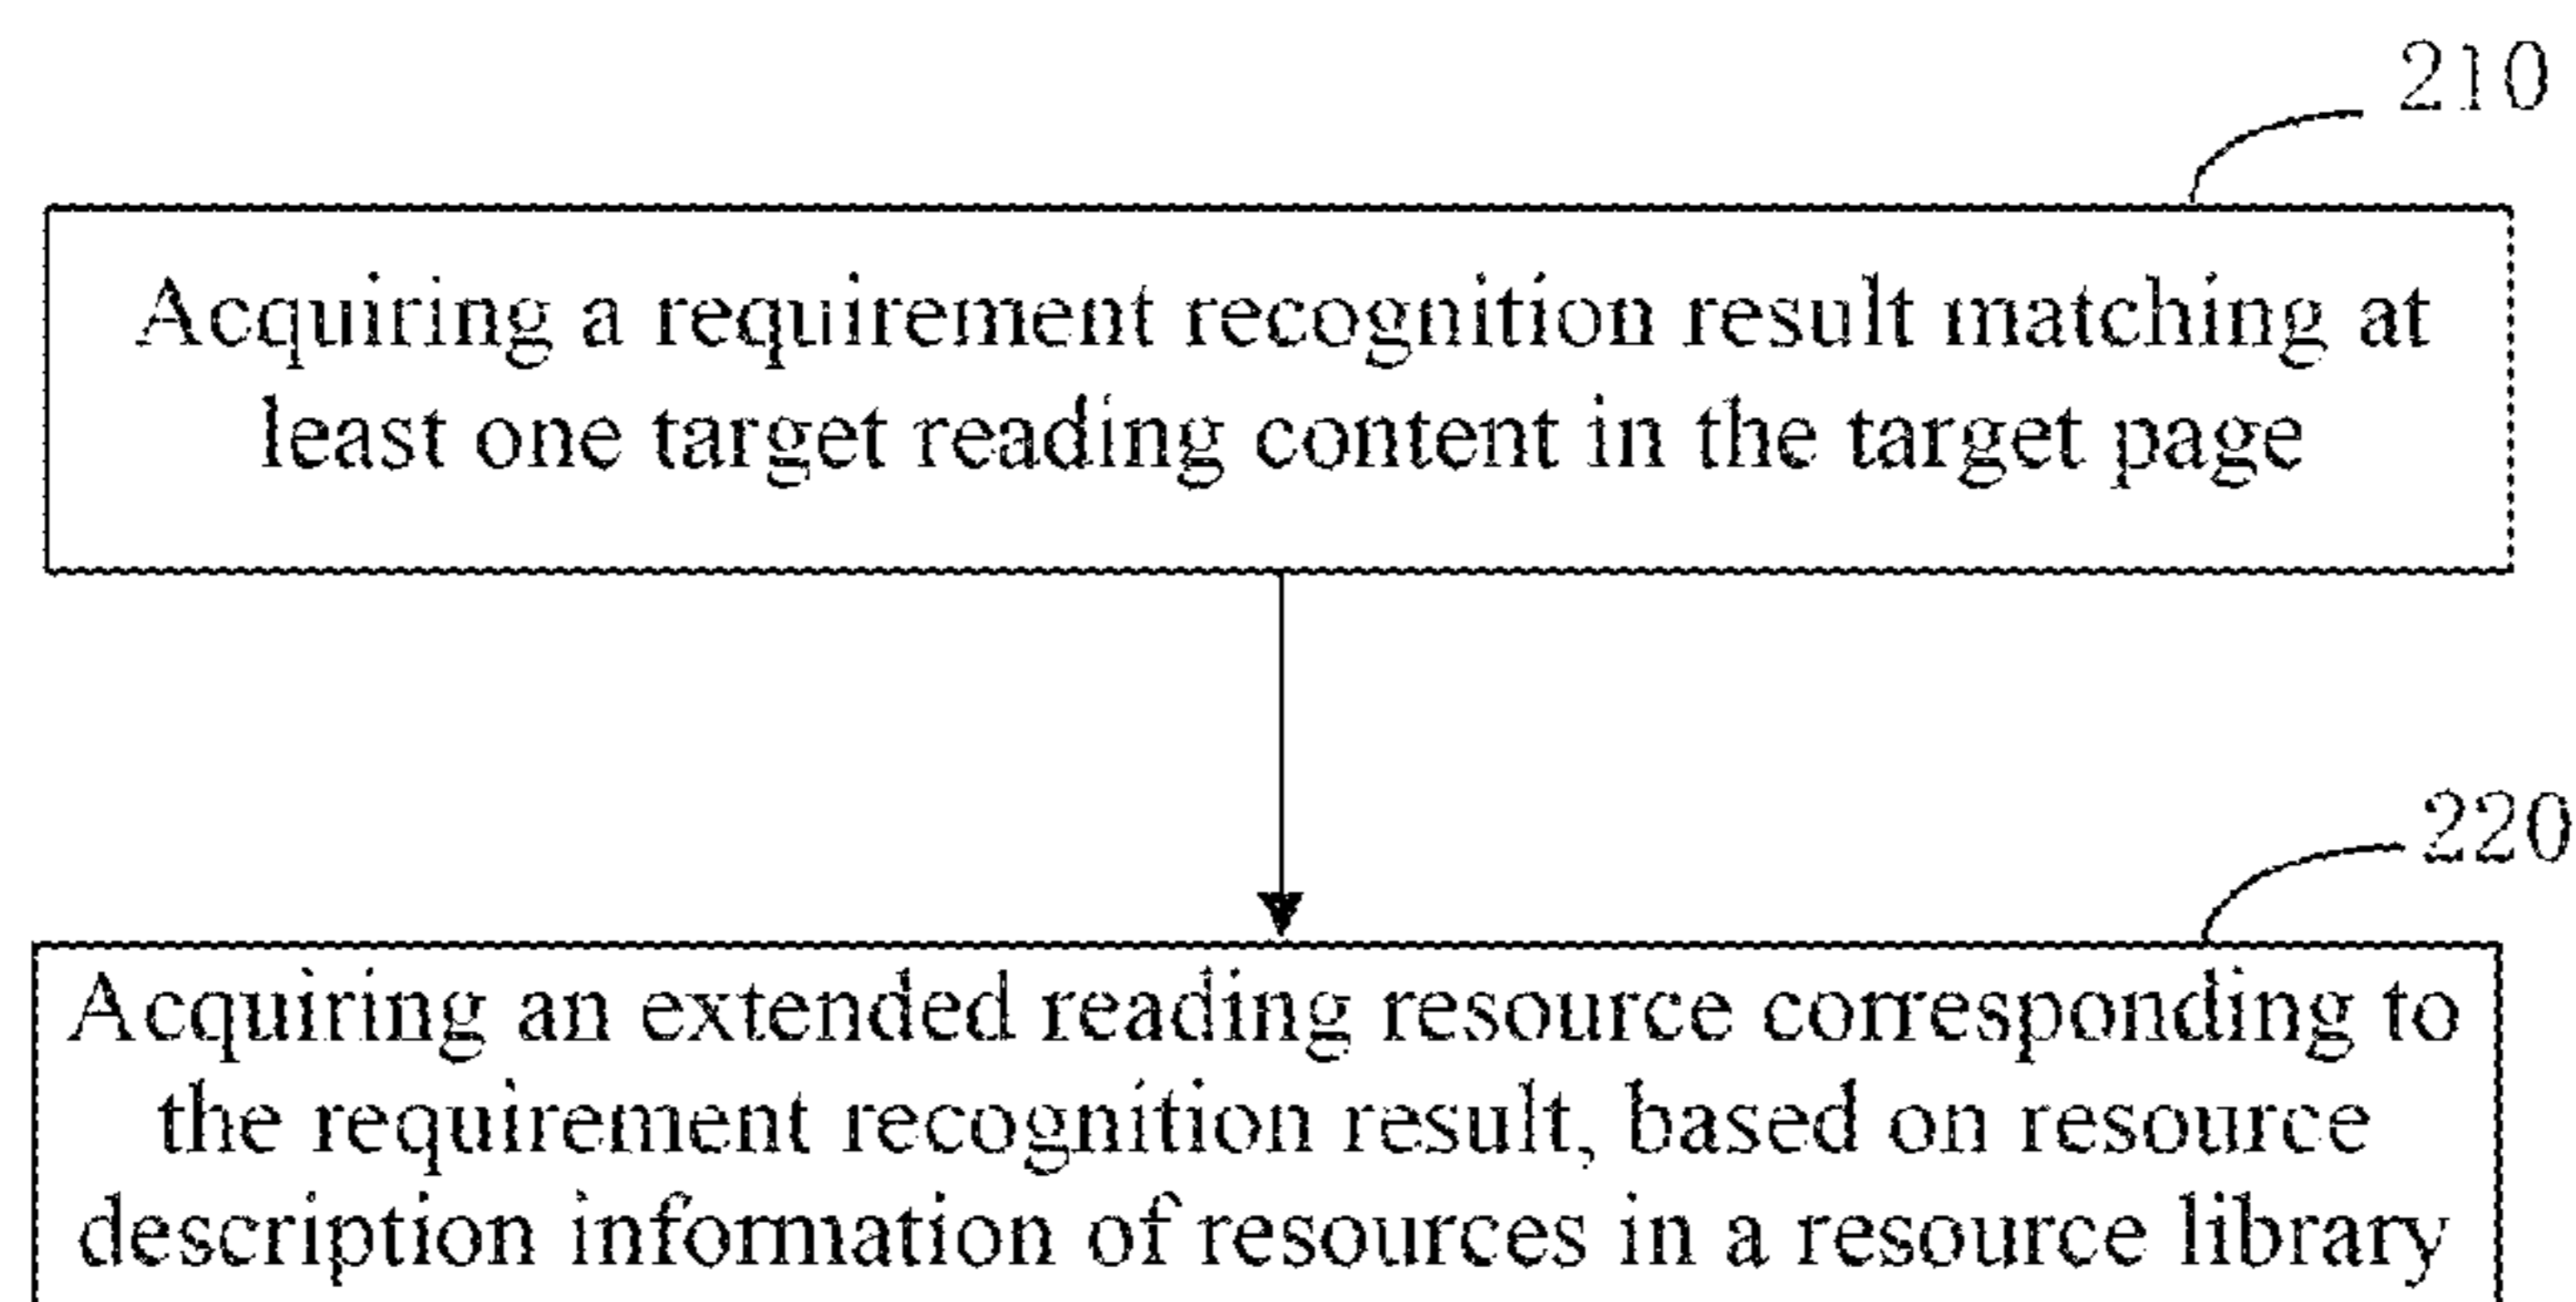 210
Acquiring a requirement recognition result matching at
least one target reading content in the target page
220
Acquiring an extended reading resource corresponding to
the requirement recognition result, based on resource
description information of resources in a resource library